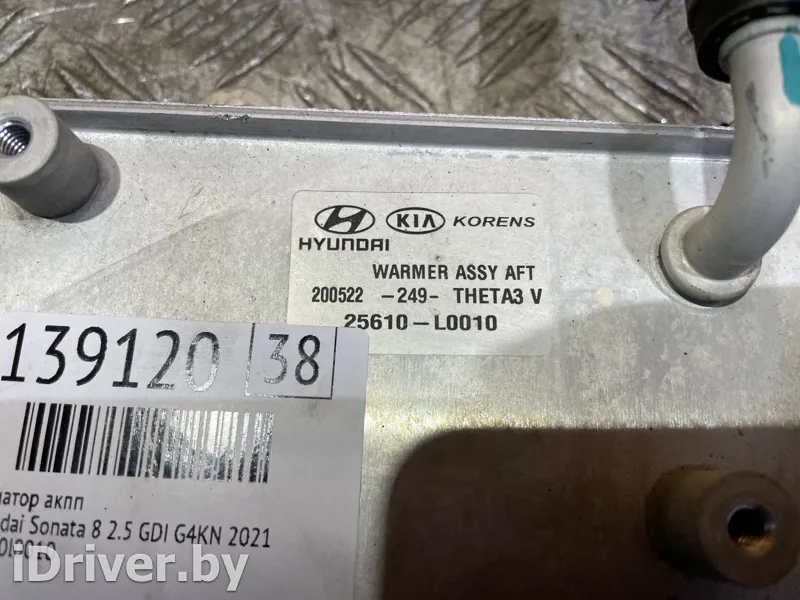 HYUNDAI KIA KORENS
WARMER ASSY AFT
200522 -249- THETA3 V
25610-L0010
139120 38
иатор акпп
dai Sonata 8 2.5 GDI G4KN 2021
iDriver.by